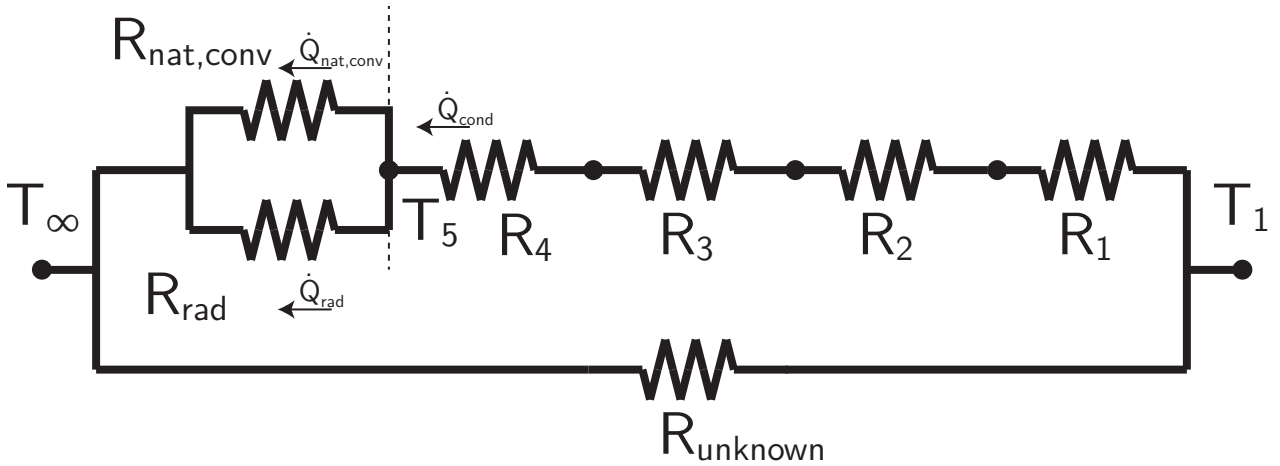 R_nat,conv
Q̇_nat,conv
Q̇_cond
T_∞
T_5
R_4
R_3
R_2
R_1
T_1
R_rad
Q̇_rad
R_unknown